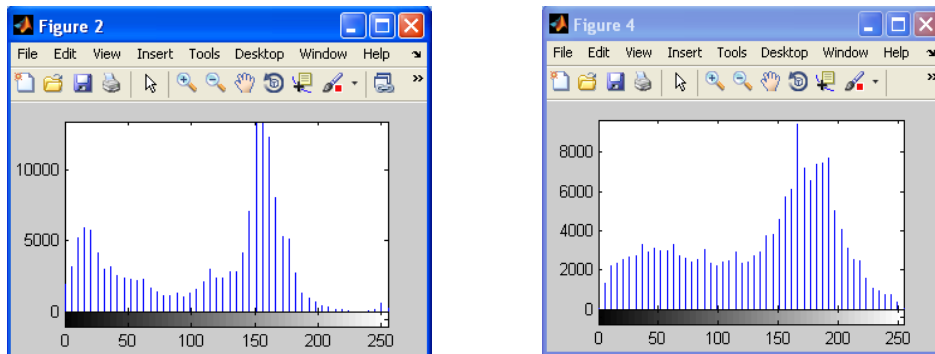 Figure 2
File Edit View Insert Tools Desktop Window Help
10000
5000
0
0 50 100 150 200 250
Figure 4
File Edit View Insert Tools Desktop Window Help
8000
6000
4000
2000
0
0 50 100 150 200 250